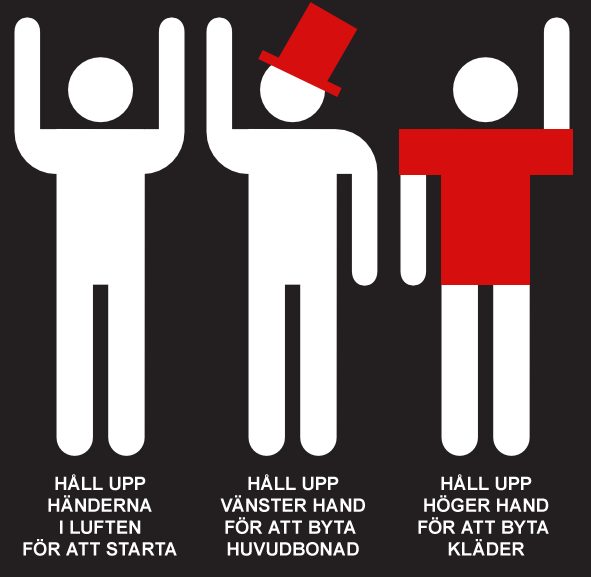 HÅLL UPP
HÄNDERNA
I LUFTEN
FÖR ATT STARTA
HÅLL UPP
VÄNSTER HAND
FÖR ATT BYTA
HUVUDBONAD
HÅLL UPP
HÖGER HAND
FÖR ATT BYTA
KLÄDER